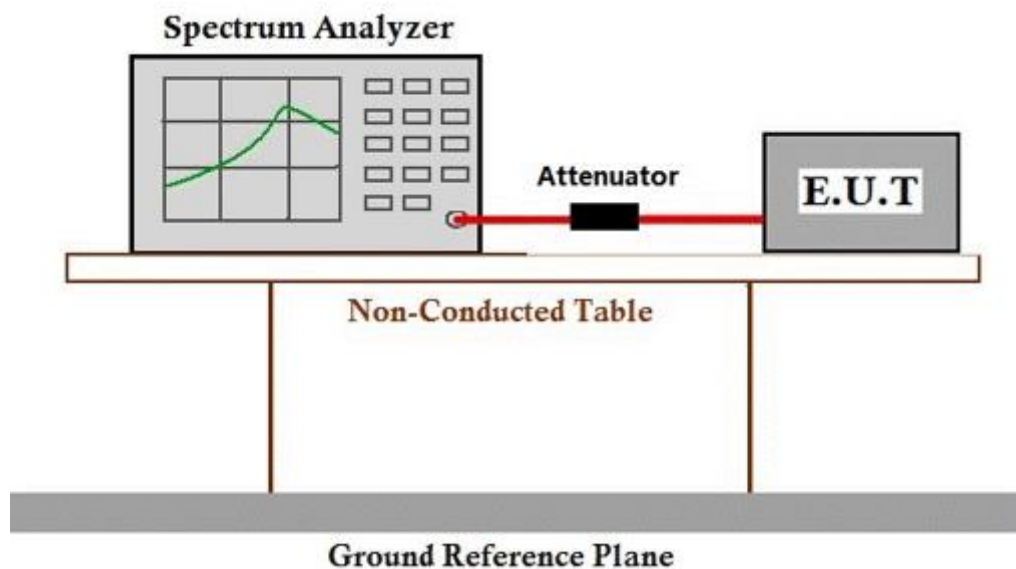 Spectrum Analyzer
Attenuator
E.U.T
Non-Conducted Table
Ground Reference Plane